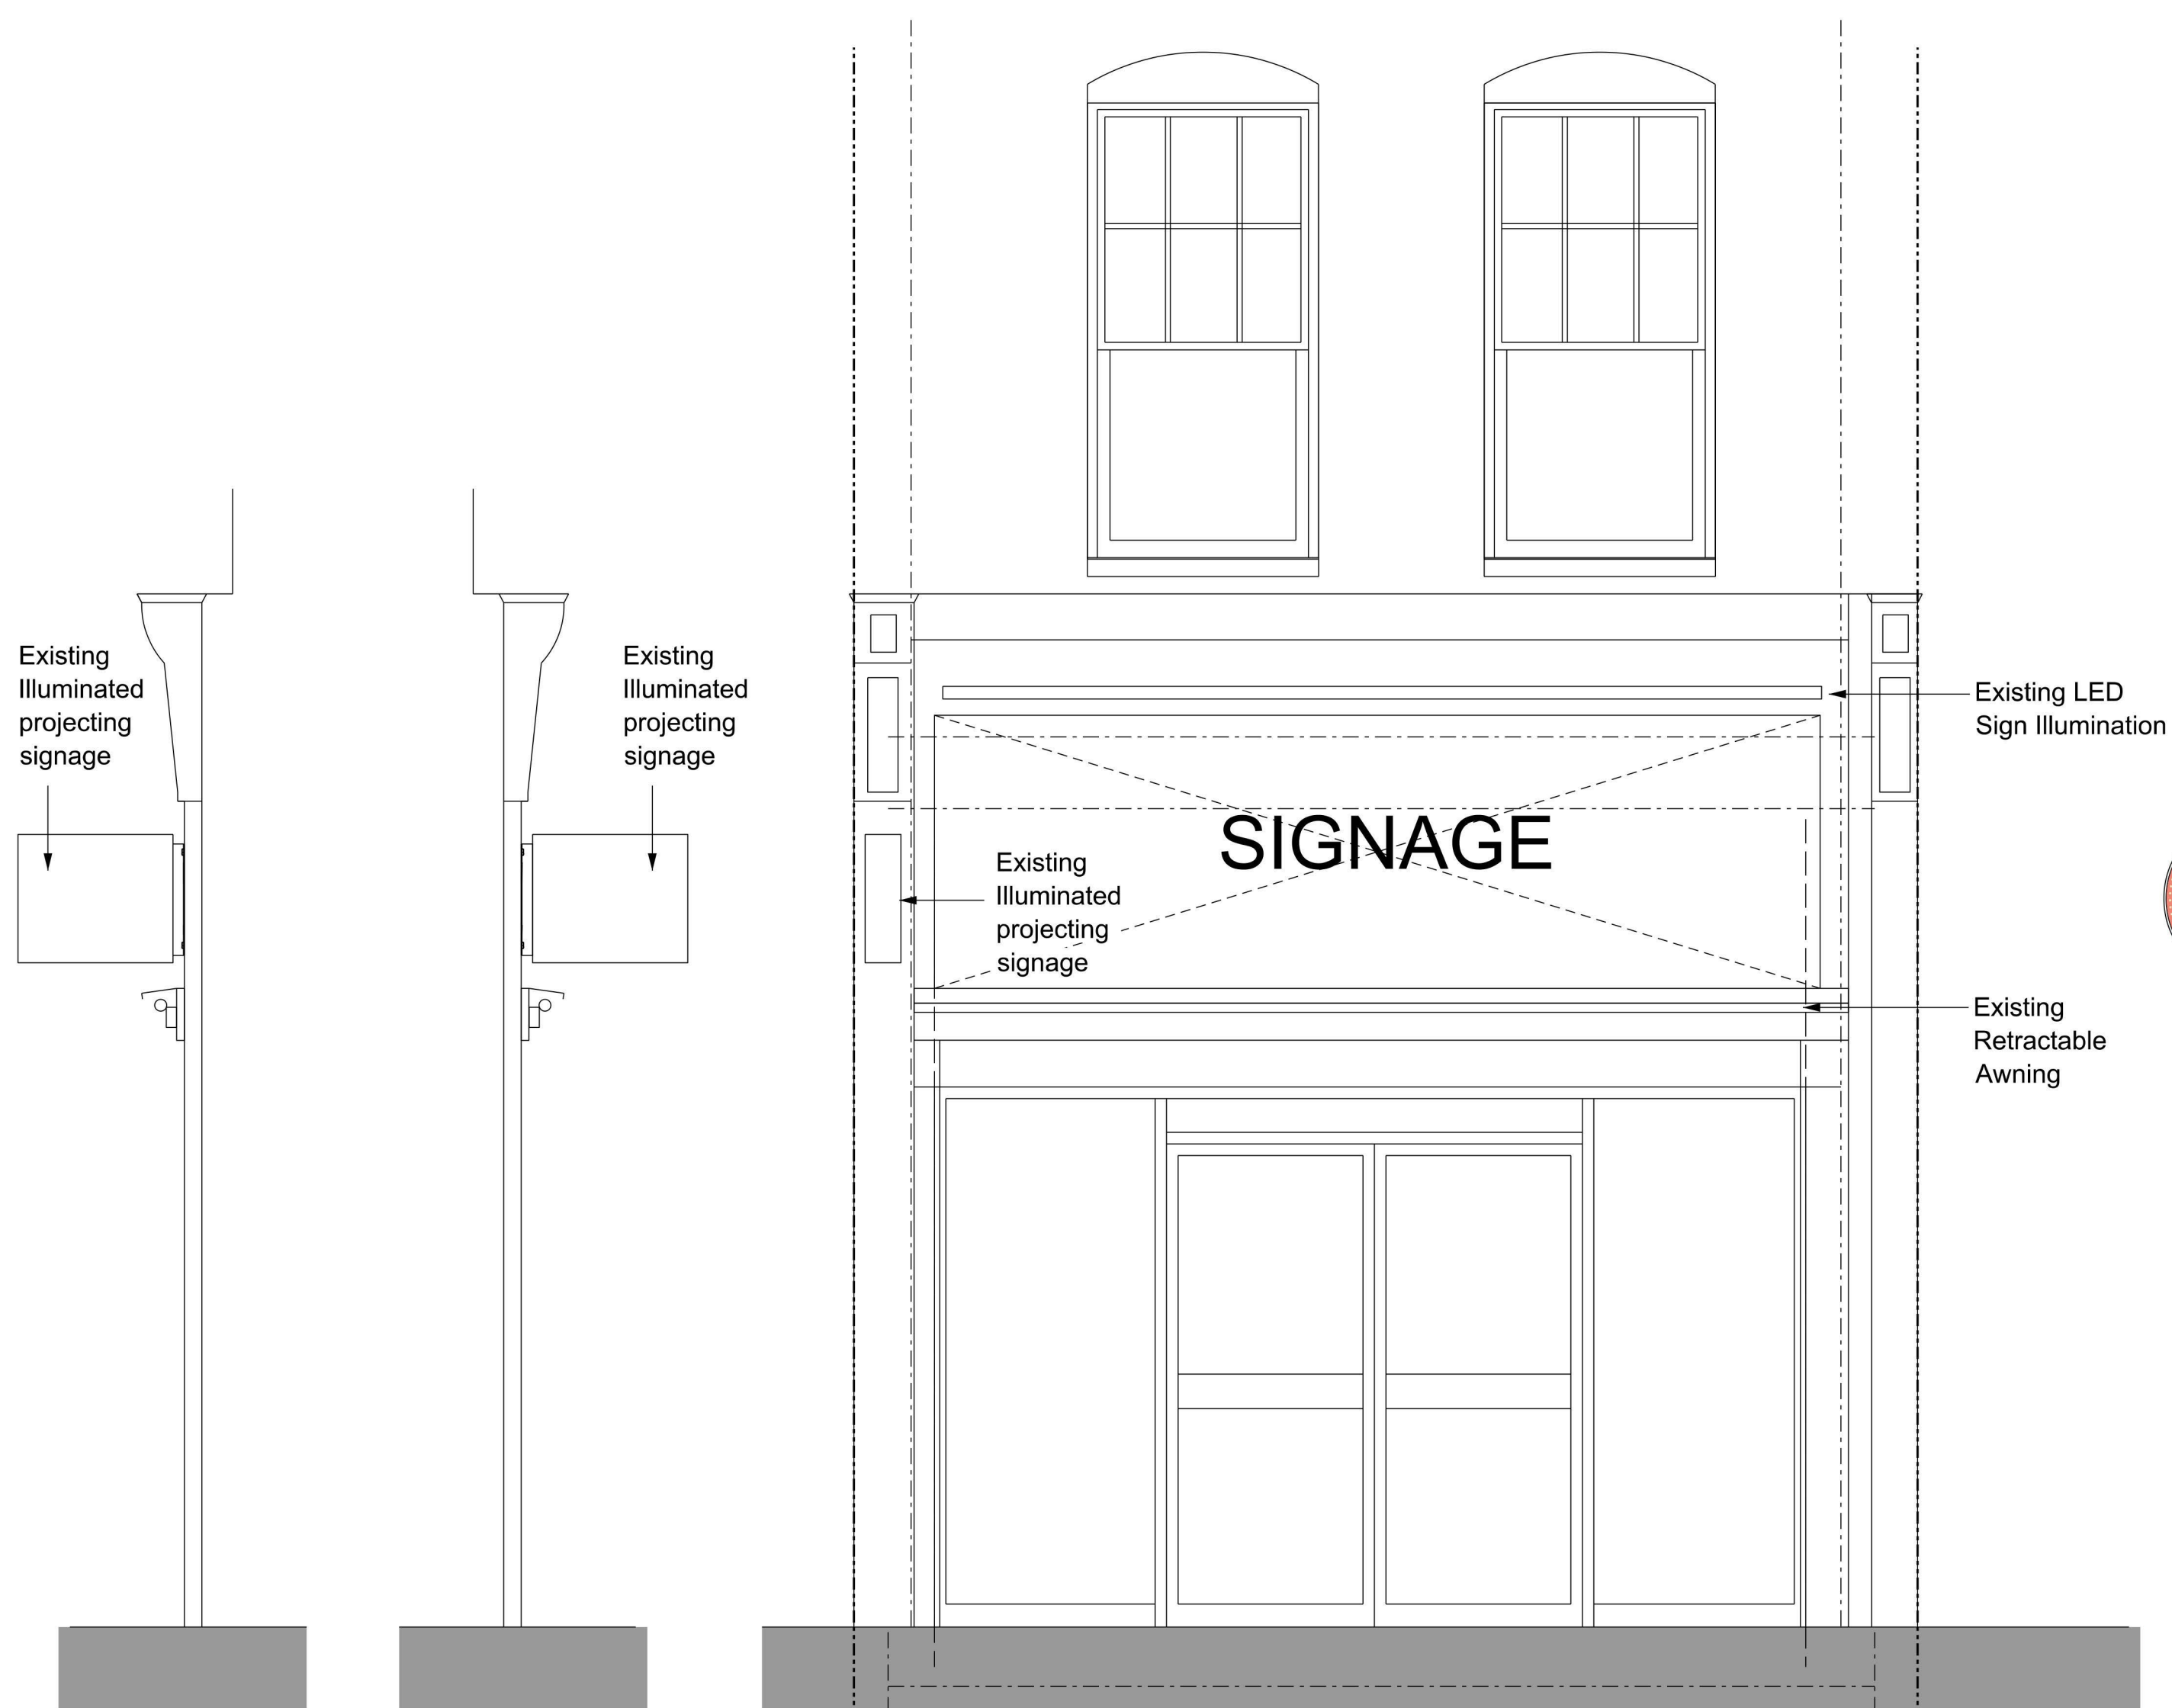 Existing
Illuminated
projecting
signage
Existing
Illuminated
projecting
signage
Existing LED
Sign Illumination
SIGNAGE
Existing
Illuminated
projecting
signage
Existing
Retractable
Awning